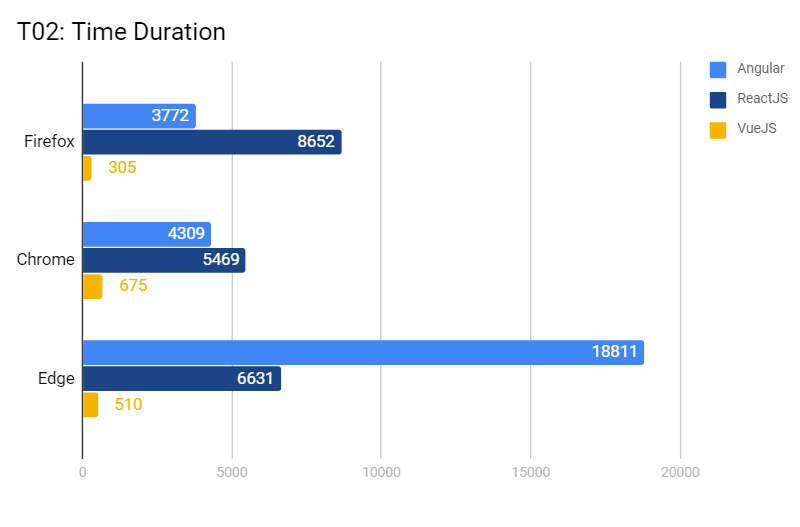 T02: Time Duration
Angular
ReactJS
VueJS
Firefox
3772
8652
305
Chrome
4309
5469
675
Edge
18811
6631
510
0 5000 10000 15000 20000